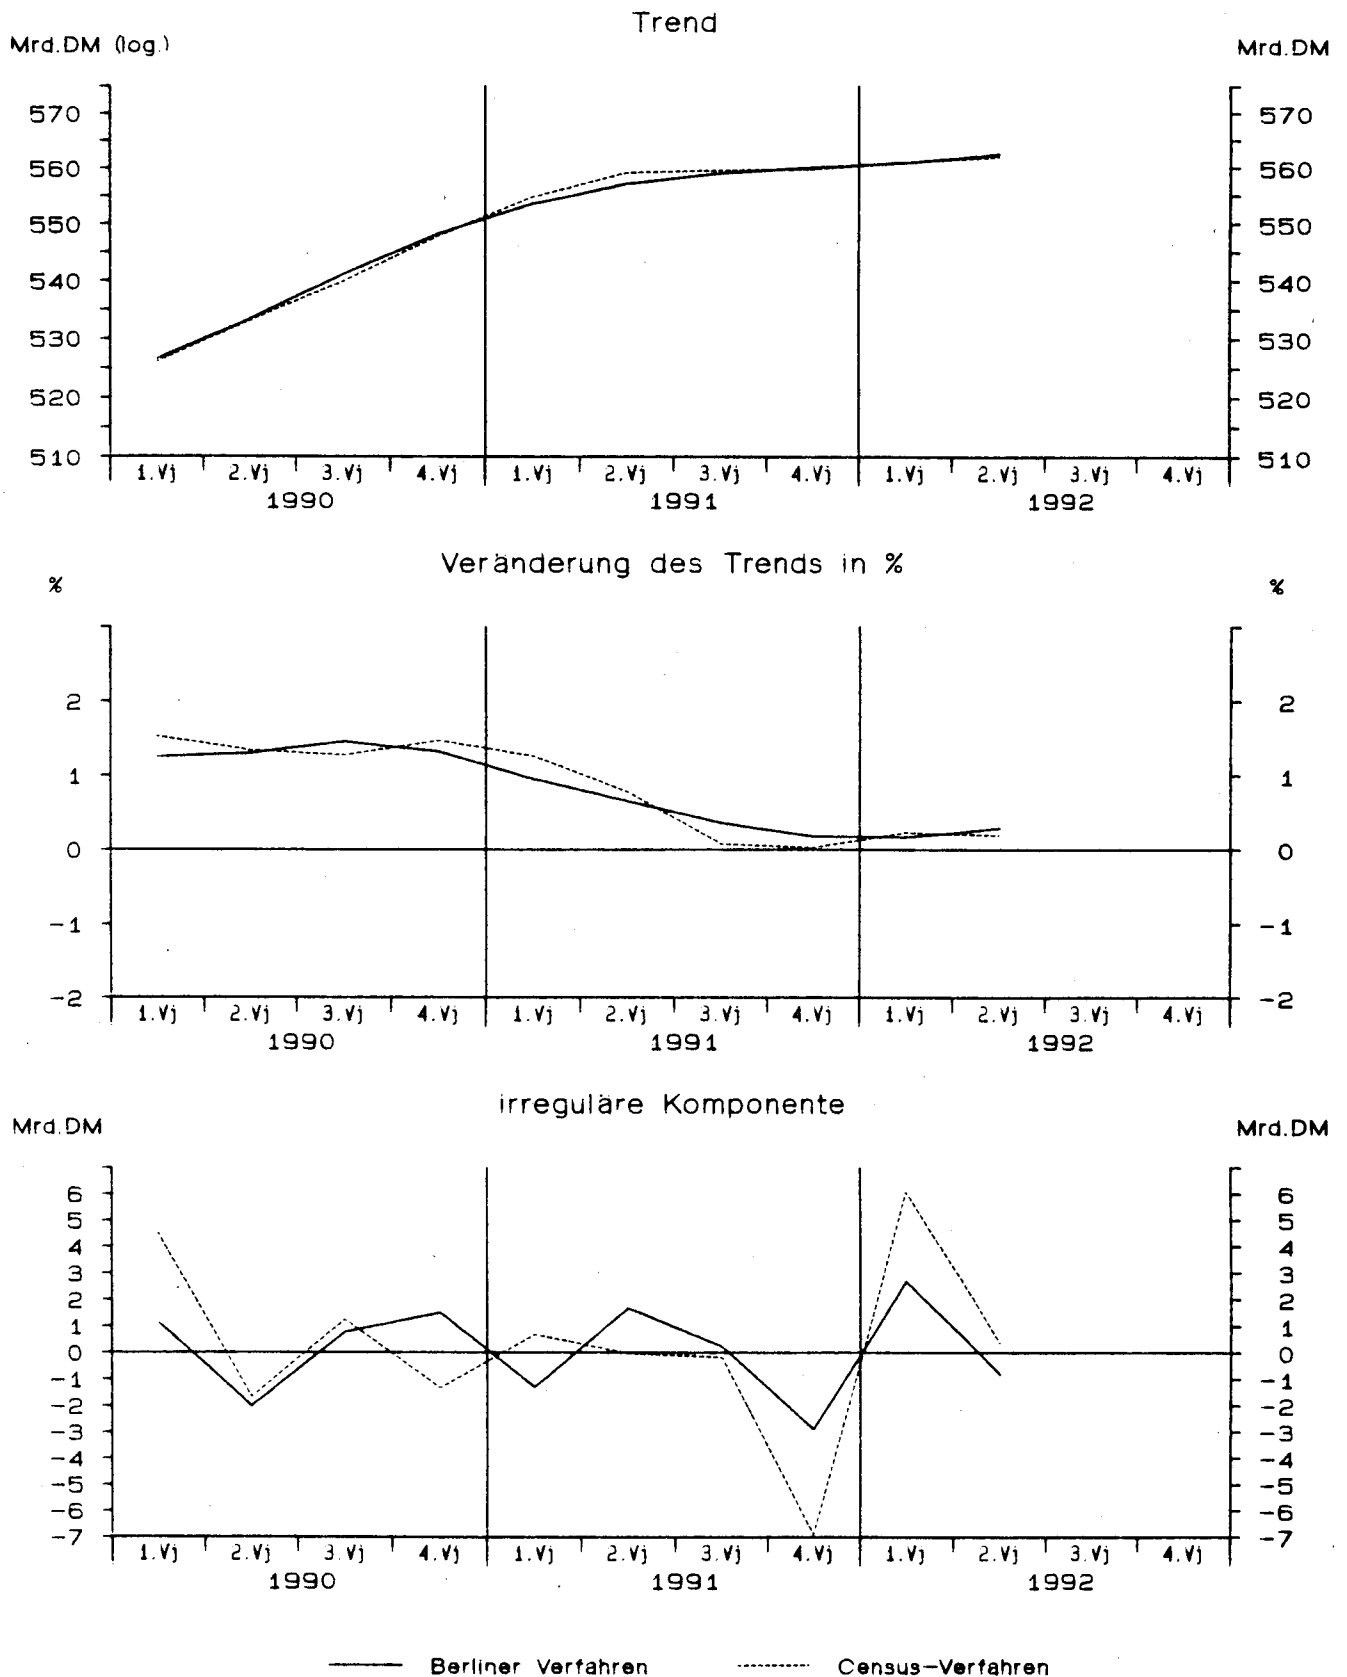 Trend
Mrd.DM (log.) Mrd.DM
570 570
560 560
550 550
540 540
530 530
520 520
510 510
1.Vj 2.Vj 3.Vj 4.Vj 1.Vj 2.Vj 3.Vj 4.Vj 1.Vj 2.Vj 3.Vj 4.Vj
1990 1991 1992
Veränderung des Trends in %
% %
2 2
1 1
0 0
-1 -1
-2 -2
1.Vj 2.Vj 3.Vj 4.Vj 1.Vj 2.Vj 3.Vj 4.Vj 1.Vj 2.Vj 3.Vj 4.Vj
1990 1991 1992
irreguläre Komponente
Mrd.DM Mrd.DM
6 6
5 5
4 4
3 3
2 2
1 1
0 0
-1 -1
-2 -2
-3 -3
-4 -4
-5 -5
-6 -6
-7 -7
1.Vj 2.Vj 3.Vj 4.Vj 1.Vj 2.Vj 3.Vj 4.Vj 1.Vj 2.Vj 3.Vj 4.Vj
1990 1991 1992
Berliner Verfahren Census-Verfahren